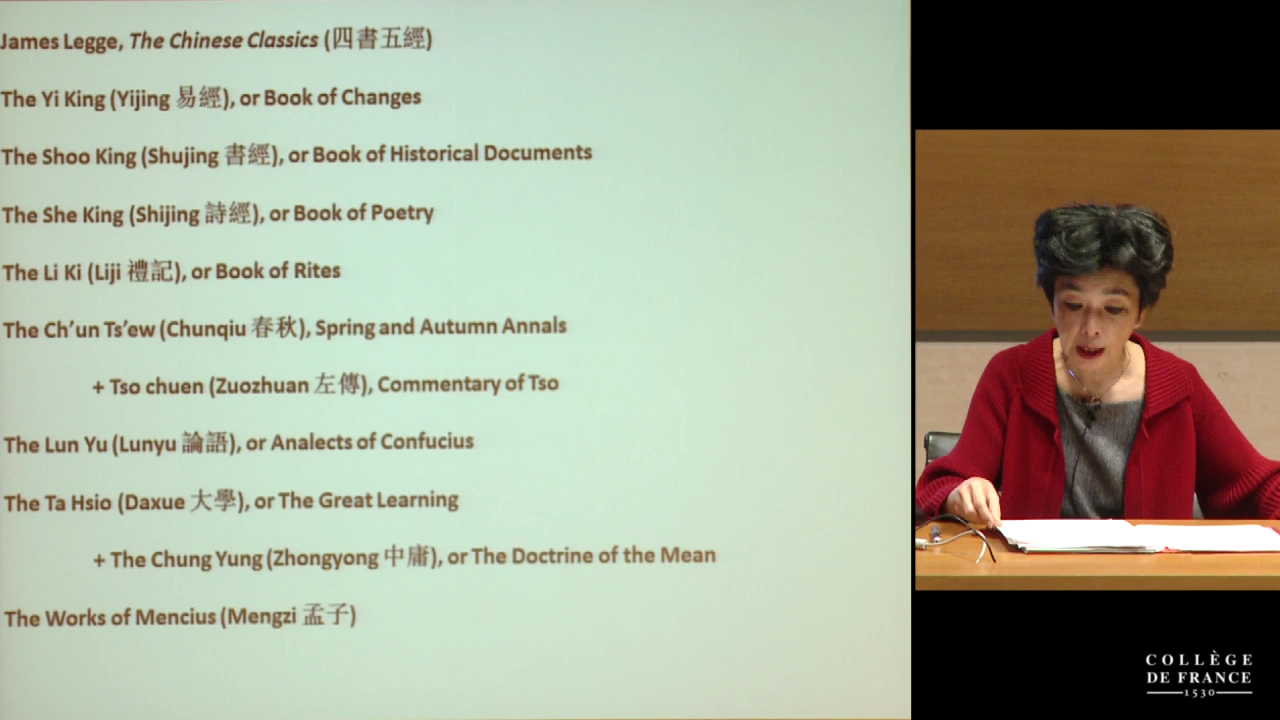 James Legge, The Chinese Classics (四書五經)
The Yi King (Yijing 易經), or Book of Changes
The Shoo King (Shujing 書經), or Book of Historical Documents
The She King (Shijing 詩經), or Book of Poetry
The Li Ki (Liji 禮記), or Book of Rites
The Ch’un Ts’ew (Chunqiu 春秋), Spring and Autumn Annals
+ Tso chuen (Zuozhuan 左傳), Commentary of Tso
The Lun Yu (Lunyu 論語), or Analects of Confucius
The Ta Hsio (Daxue 大學), or The Great Learning
+ The Chung Yung (Zhongyong 中庸), or The Doctrine of the Mean
The Works of Mencius (Mengzi 孟子)
COLLÈGE
DE FRANCE
1530